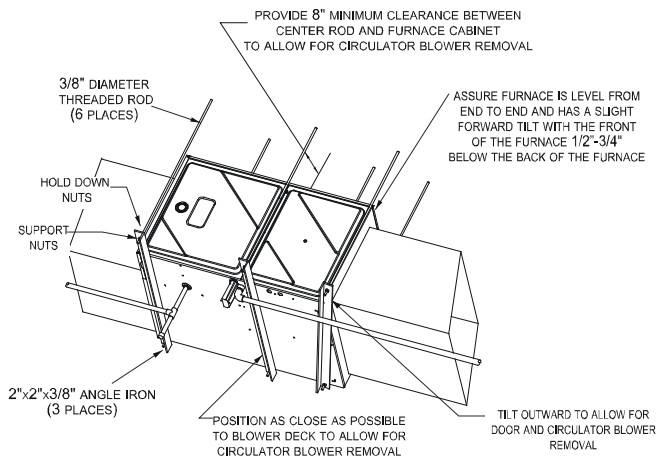 PROVIDE 8" MINIMUM CLEARANCE BETWEEN
CENTER ROD AND FURNACE CABINET
TO ALLOW FOR CIRCULATOR BLOWER REMOVAL
3/8" DIAMETER
THREADED ROD
(6 PLACES)
ASSURE FURNACE IS LEVEL FROM
END TO END AND HAS A SLIGHT
FORWARD TILT WITH THE FRONT
OF THE FURNACE 1/2"-3/4"
BELOW THE BACK OF THE FURNACE
HOLD DOWN
NUTS
SUPPORT
NUTS
2"x2"x3/8" ANGLE IRON
(3 PLACES)
POSITION AS CLOSE AS POSSIBLE
TO BLOWER DECK TO ALLOW FOR
CIRCULATOR BLOWER REMOVAL
TILT OUTWARD TO ALLOW FOR
DOOR AND CIRCULATOR BLOWER
REMOVAL